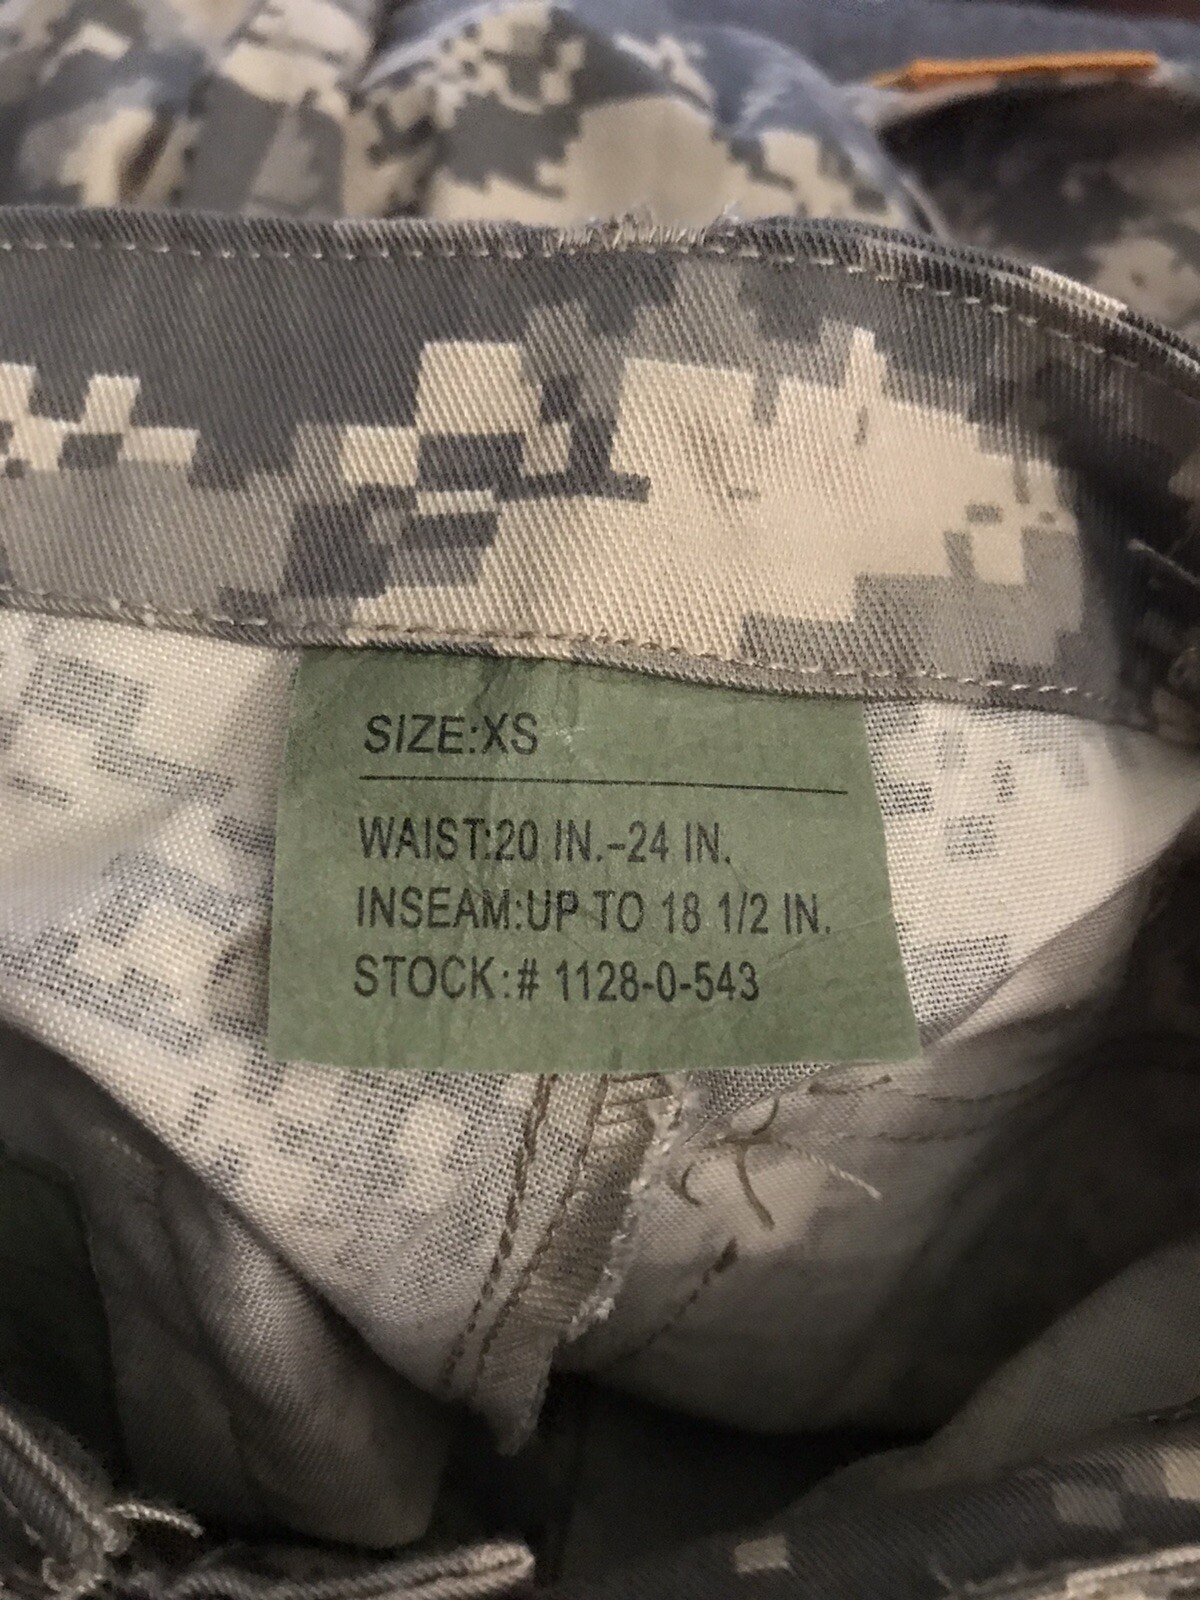 SIZE:XS
WAIST:20 IN.-24 IN.
INSEAM:UP TO 18 1/2 IN.
STOCK:# 1128-0-543